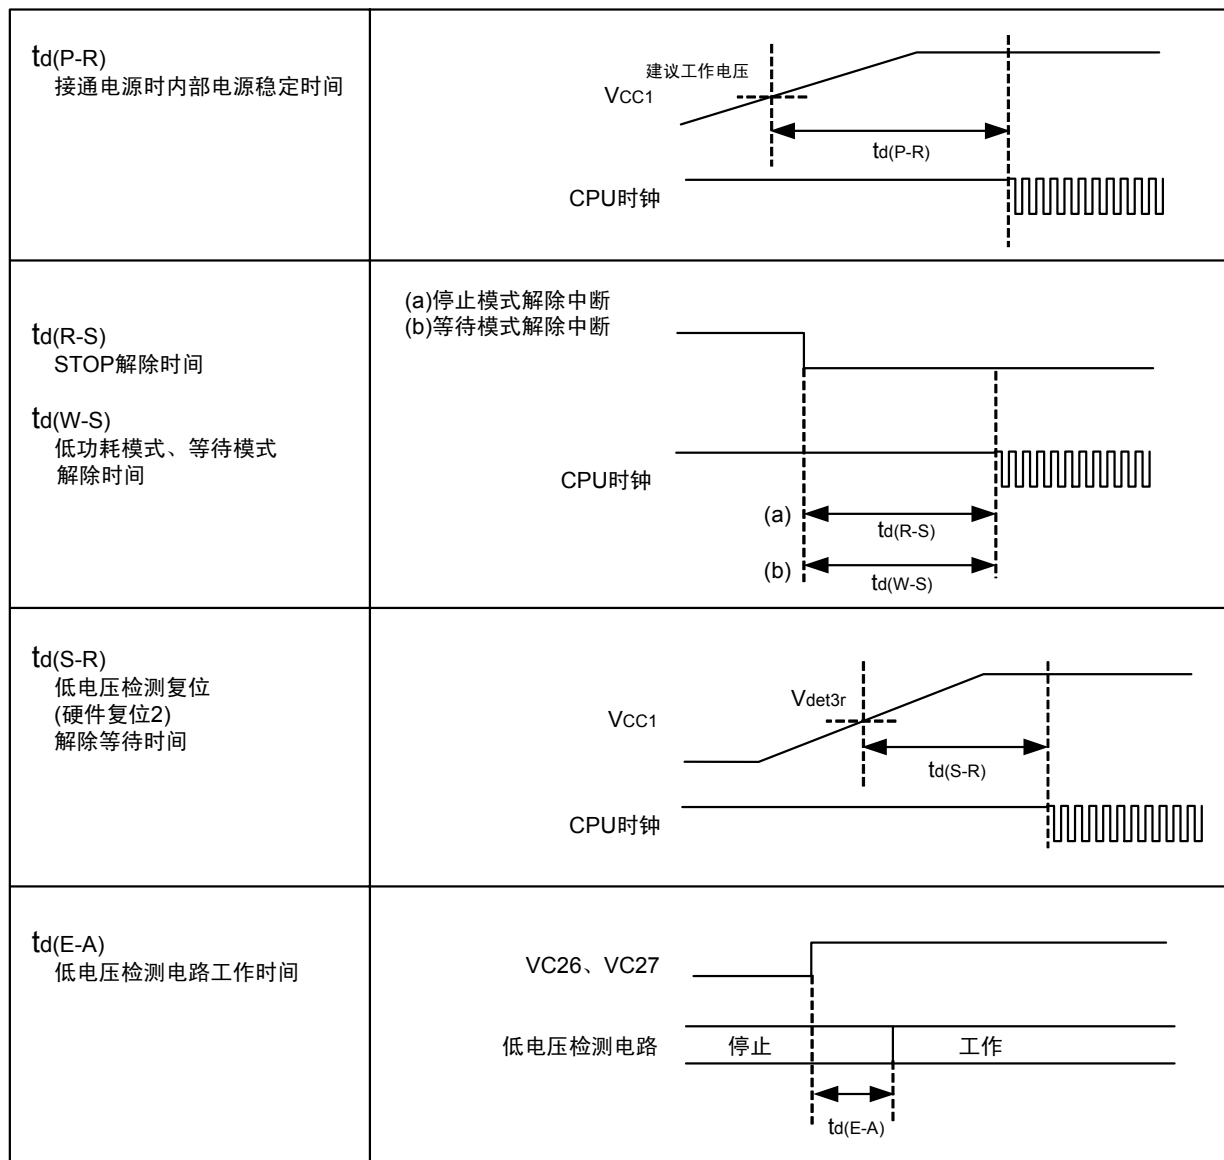 td(P-R)
接通电源时内部电源稳定时间
建议工作电压
VCC1
td(P-R)
CPU时钟
td(R-S)
STOP解除时间
td(W-S)
低功耗模式、等待模式
解除时间
(a)停止模式解除中断
(b)等待模式解除中断
CPU时钟
(a)
td(R-S)
(b)
td(W-S)
td(S-R)
低电压检测复位
(硬件复位2)
解除等待时间
Vdet3r
VCC1
td(S-R)
CPU时钟
td(E-A)
低电压检测电路工作时间
VC26、VC27
低电压检测电路
停止
工作
td(E-A)